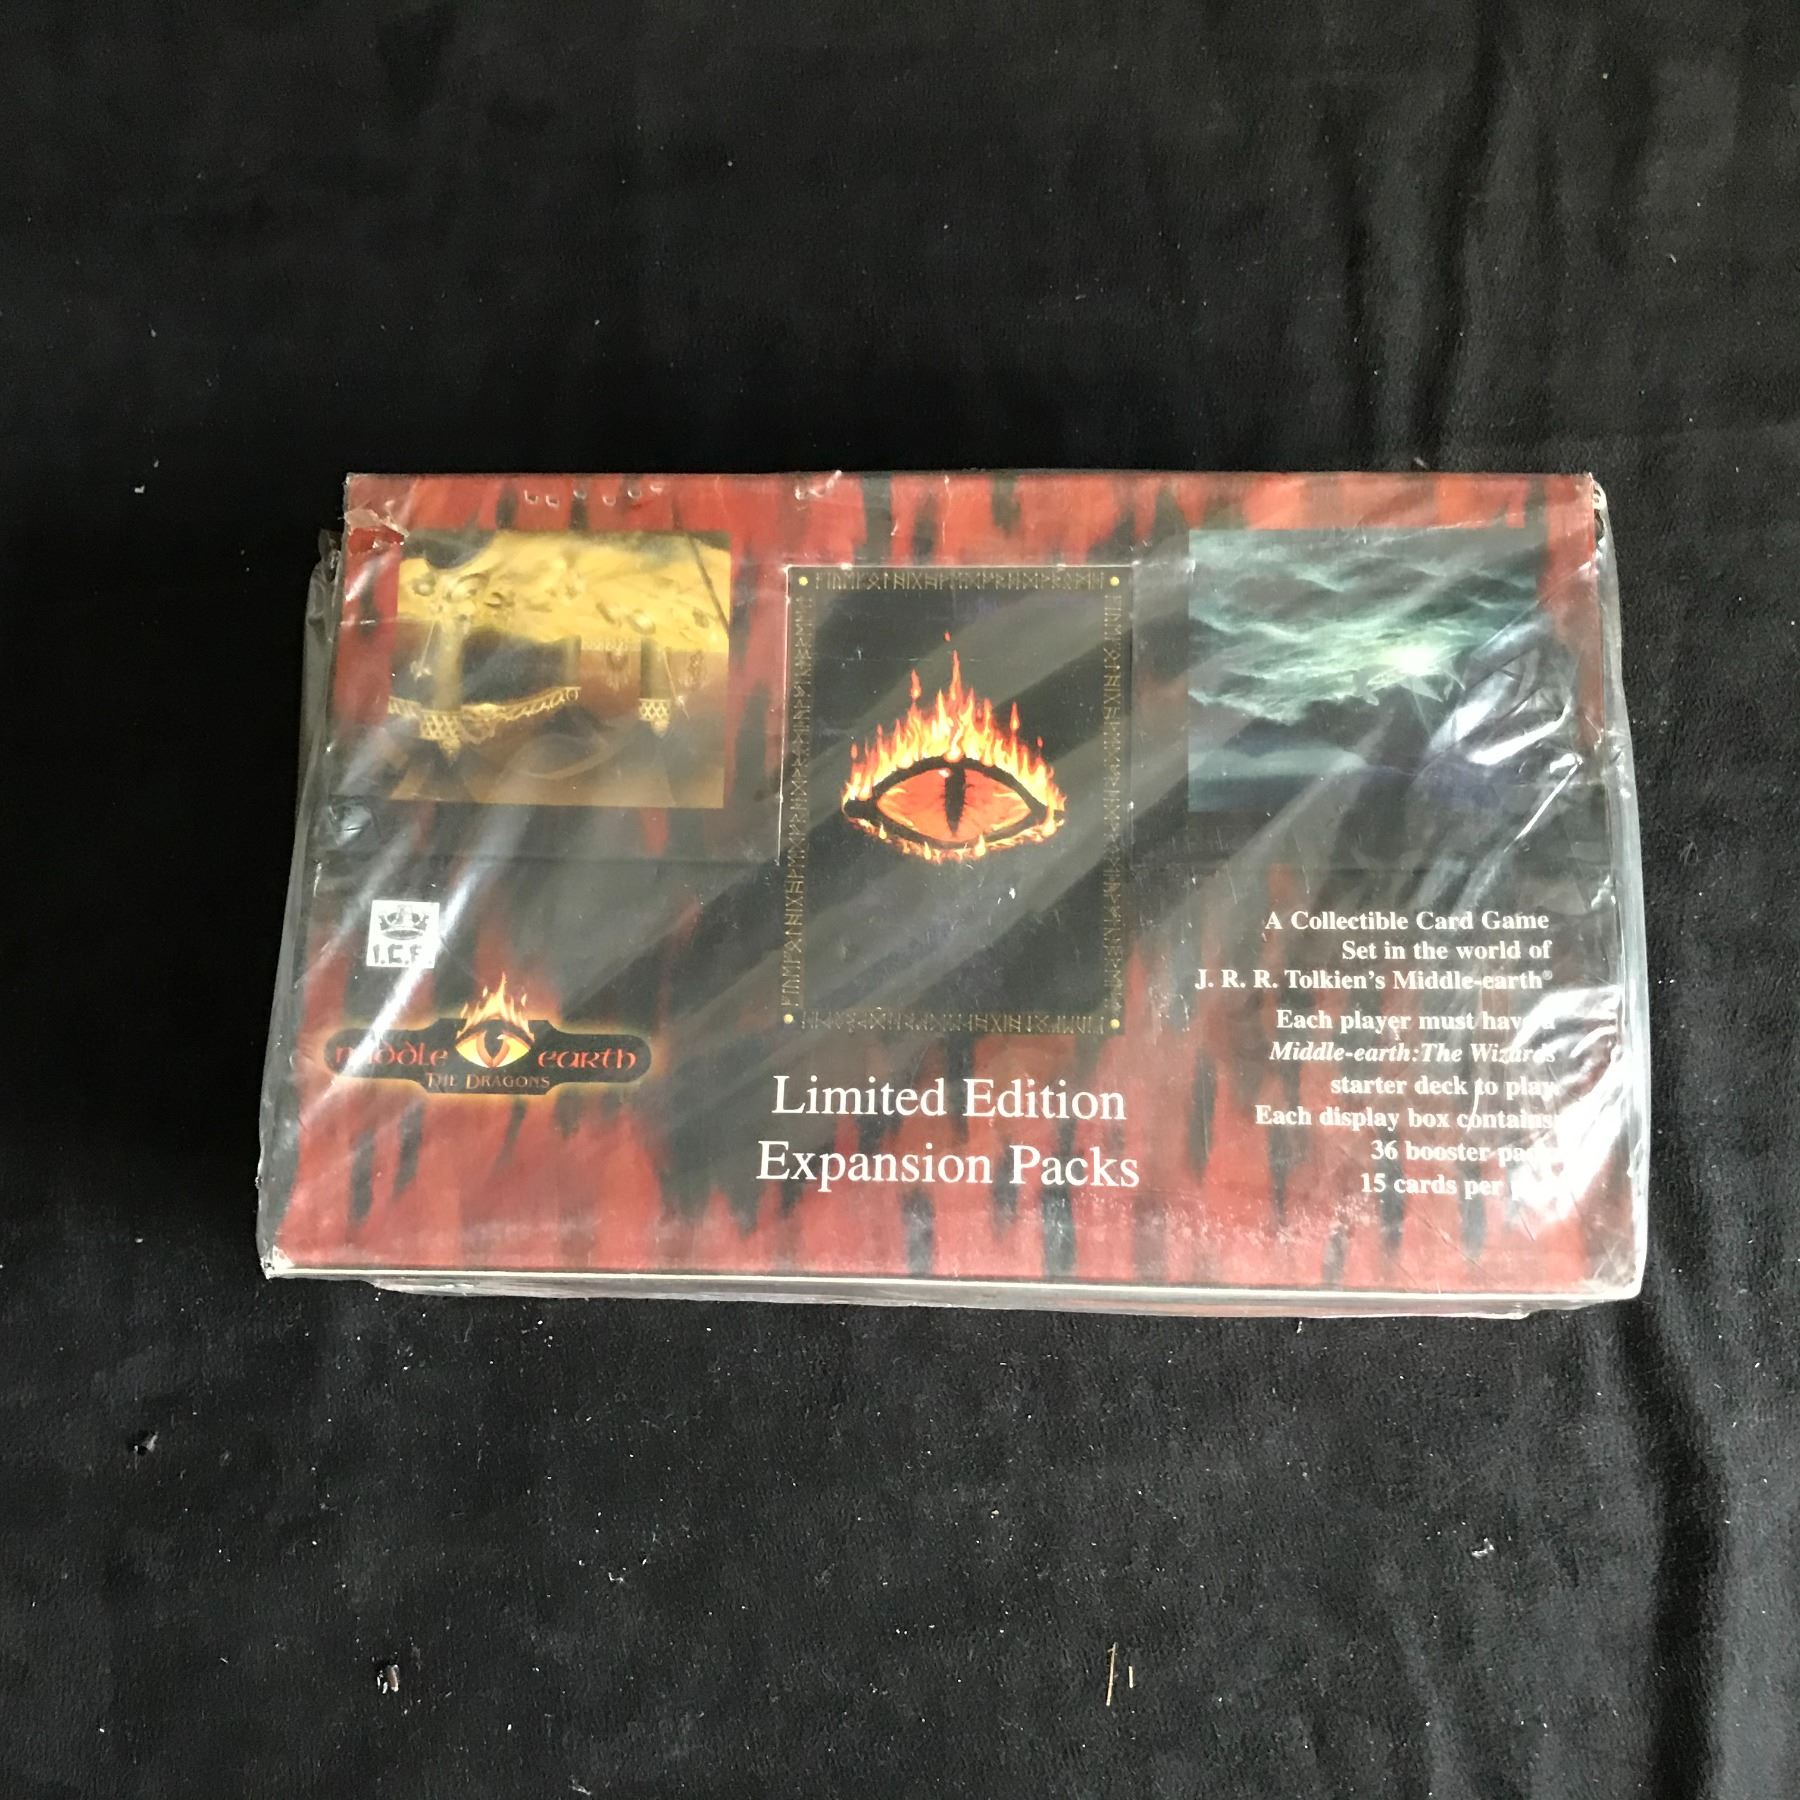 I.C.E.
middle earth
THE DRAGONS
Limited Edition
Expansion Packs
A Collectible Card Game
Set in the world of
J. R. R. Tolkien's Middle-earth®
Each player must have a
Middle-earth:The Wizards
starter deck to play.
Each display box contains:
36 booster
15 cards per